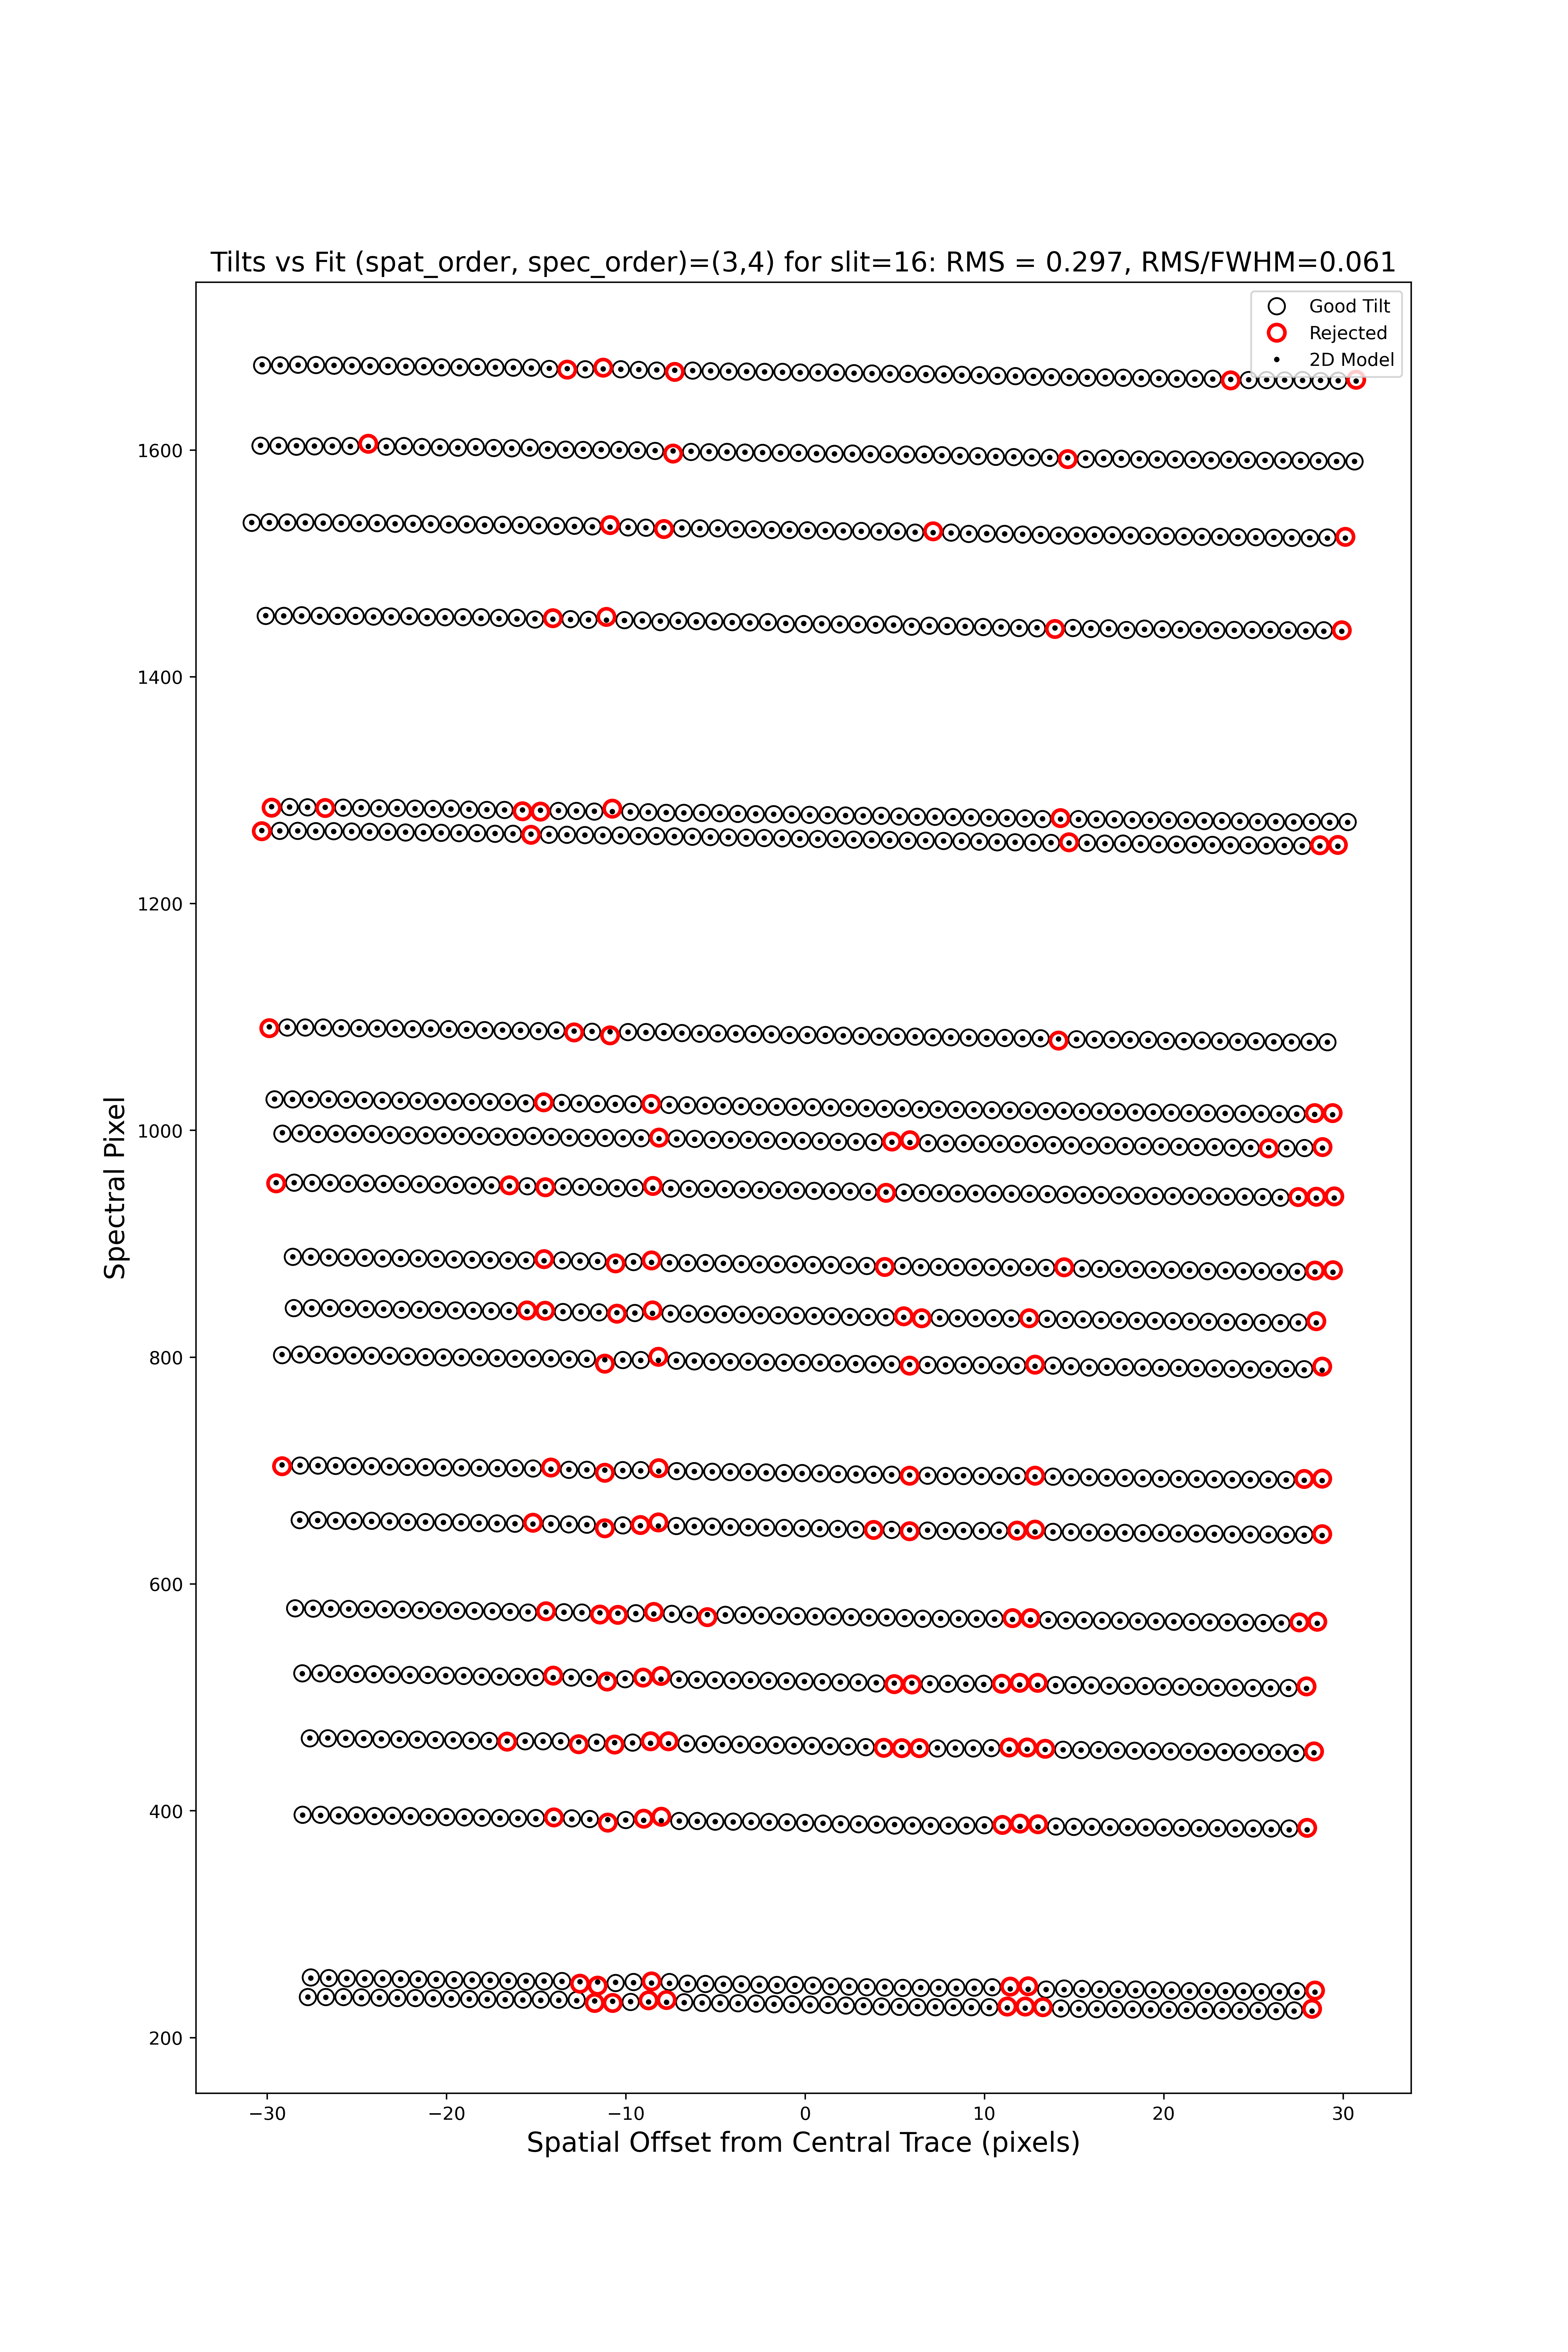 Tilts vs Fit (spat_order, spec_order)=(3,4) for slit=16: RMS = 0.297, RMS/FWHM=0.061
Good Tilt
Rejected
2D Model
1600
1400
1200
1000
800
600
400
200
Spectral Pixel
−30
−20
−10
0
10
20
30
Spatial Offset from Central Trace (pixels)